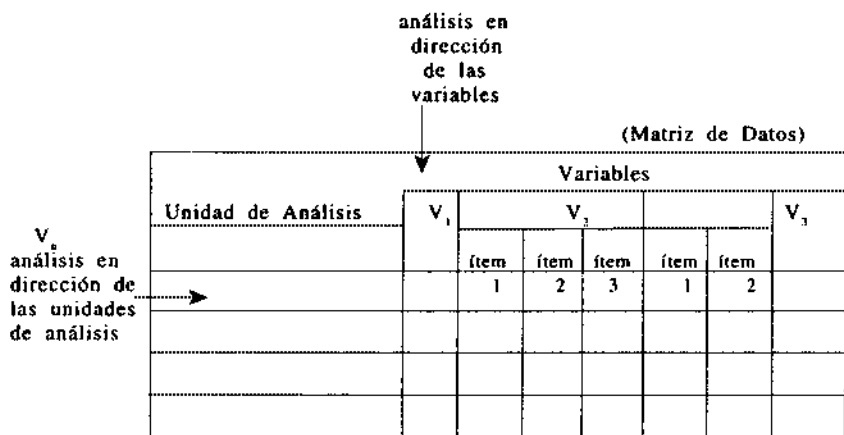 análisis en
dirección
de las
variables
(Matriz de Datos)
Variables
Unidad de Análisis
V1 V2 V3
Vn
análisis en
dirección de
las unidades
de análisis
ítem ítem ítem ítem ítem
1 2 3 1 2